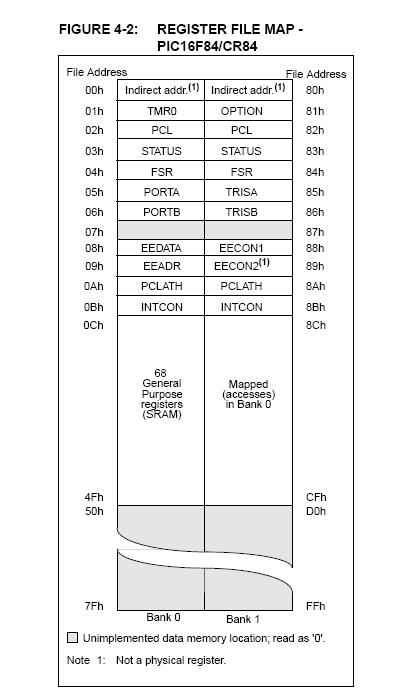 FIGURE 4-2: REGISTER FILE MAP -
PIC16F84/CR84
File Address File Address
00h Indirect addr.(1) Indirect addr.(1) 80h
01h TMR0 OPTION 81h
02h PCL PCL 82h
03h STATUS STATUS 83h
04h FSR FSR 84h
05h PORTA TRISA 85h
06h PORTB TRISB 86h
07h 87h
08h EEDATA EECON1 88h
09h EEADR EECON2(1) 89h
0Ah PCLATH PCLATH 8Ah
0Bh INTCON INTCON 8Bh
0Ch 8Ch
68
General
Purpose
registers
(SRAM)
Mapped
(accesses)
in Bank 0
4Fh CFh
50h D0h
7Fh FFh
Bank 0 Bank 1
Unimplemented data memory location; read as '0'.
Note 1: Not a physical register.